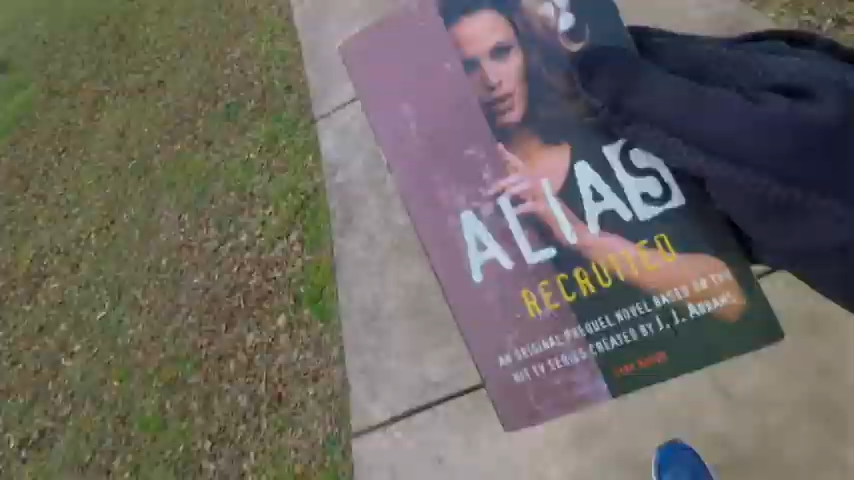 ALIAS
RECRUITED
AN ORIGINAL PREQUEL NOVEL BASED ON THE
HIT TV SERIES CREATED BY J. J. ABRAMS